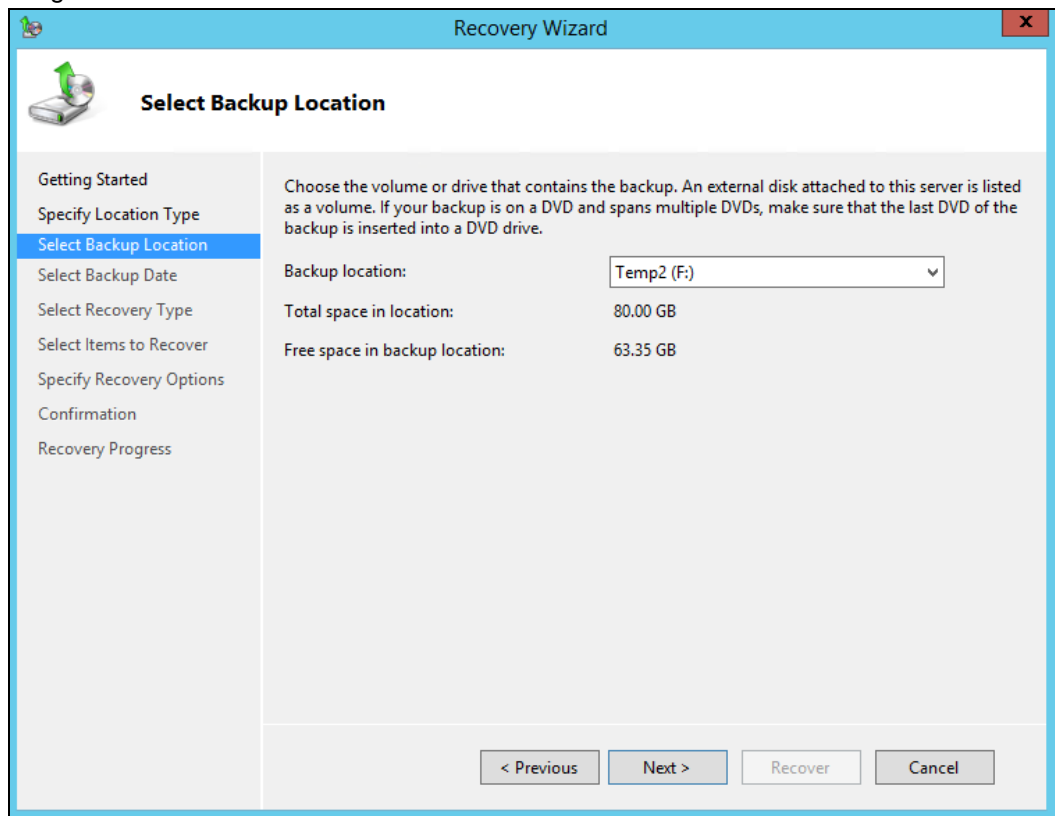 Recovery Wizard
x
Select Backup Location
Getting Started
Specify Location Type
Select Backup Location
Select Backup Date
Select Recovery Type
Select Items to Recover
Specify Recovery Options
Confirmation
Recovery Progress
Choose the volume or drive that contains the backup. An external disk attached to this server is listed
as a volume. If your backup is on a DVD and spans multiple DVDs, make sure that the last DVD of the
backup is inserted into a DVD drive.
Backup location: Temp2 (F:)
Total space in location: 80.00 GB
Free space in backup location: 63.35 GB
< Previous Next > Recover Cancel